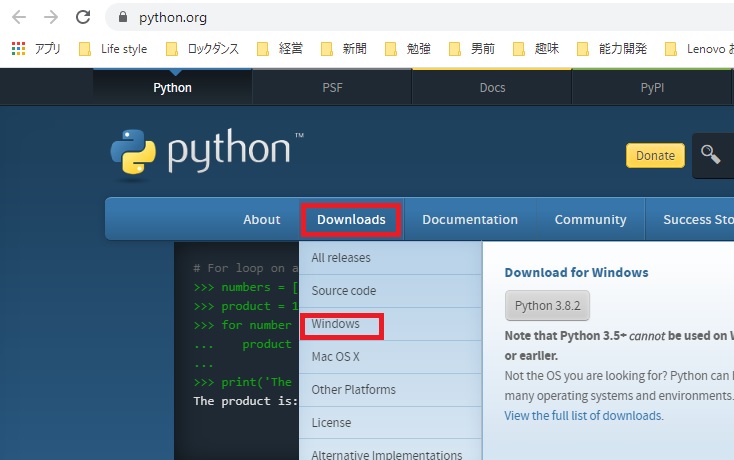 python.org
アプリ Life style ロックダンス 経営 新聞 勉強 男前 趣味 能力開発 Lenovo お
Python PSF Docs PyPI
python™
Donate
About Downloads Documentation Community Success Sto
# For loop on a
>>> numbers = [
>>> product = 1
>>> for number
... product
...
>>> print('The
The product is:
All releases
Source code
Windows
Mac OS X
Other Platforms
License
Alternative Implementations
Download for Windows
Python 3.8.2
Note that Python 3.5+ cannot be used on W
or earlier.
Not the OS you are looking for? Python can b
many operating systems and environments.
View the full list of downloads.